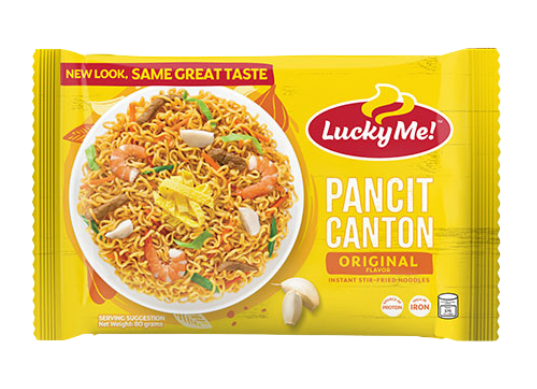 NEW LOOK, SAME GREAT TASTE
Lucky Me!™
PANCIT
CANTON
ORIGINAL
FLAVOR
INSTANT STIR-FRIED NOODLES
SERVING SUGGESTION
Net Weight: 80 grams
PROTEIN
IRON